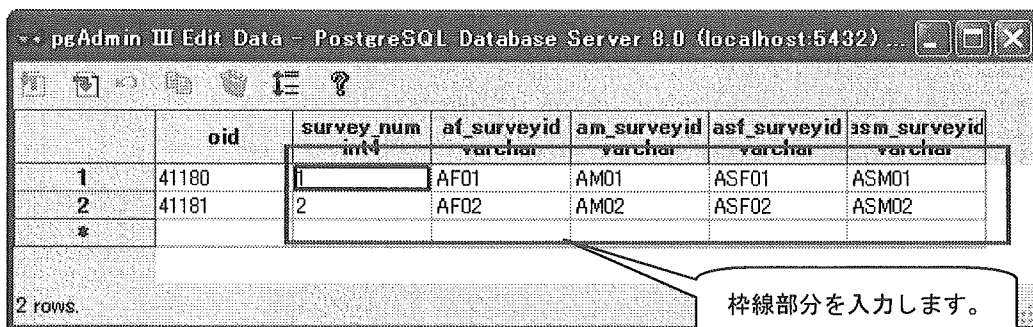 pgAdmin III Edit Data - PostgreSQL Database Server 8.0 (localhost:5432) ...
oid survey_num int4 af_surveyid varchar am_surveyid varchar asf_surveyid varchar asm_surveyid varchar
1 41180 1 AF01 AM01 ASF01 ASM01
2 41181 2 AF02 AM02 ASF02 ASM02
*
2 rows.
枠線部分を入力します。